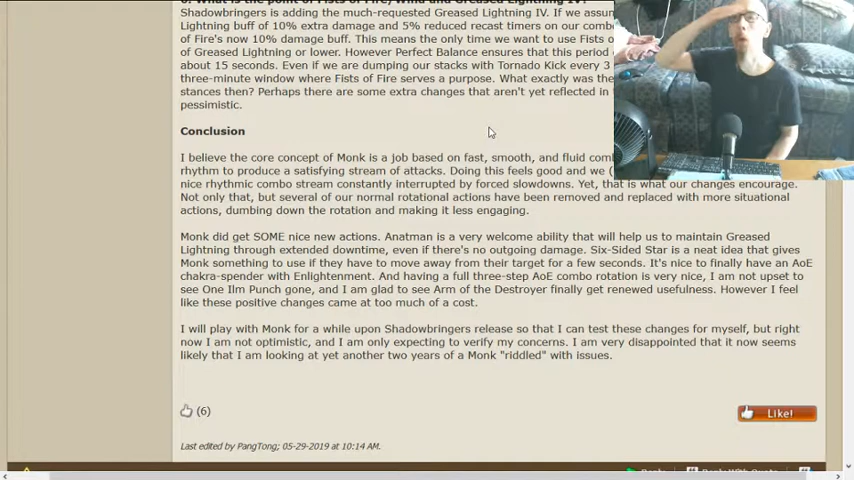 6. What is the point of Fists of Fire/Wind and Greased Lightning IV?
Shadowbringers is adding the much-requested Greased Lightning IV. If we assum
Lightning buff of 10% extra damage and 5% reduced recast timers on our combo
of Fire's now 10% damage buff. This means the only time we want to use Fists o
of Greased Lightning or lower. However Perfect Balance ensures that this period
about 15 seconds. Even if we are dumping our stacks with Tornado Kick every 3
three-minute window where Fists of Fire serves a purpose. What exactly was the
stances then? Perhaps there are some extra changes that aren't yet reflected in
pessimistic.
Conclusion
I believe the core concept of Monk is a job based on fast, smooth, and fluid com
rhythm to produce a satisfying stream of attacks. Doing this feels good and we (
nice rhythmic combo stream constantly interrupted by forced slowdowns. Yet, that is what our changes encourage.
Not only that, but several of our normal rotational actions have been removed and replaced with more situational
actions, dumbing down the rotation and making it less engaging.
Monk did get SOME nice new actions. Anatman is a very welcome ability that will help us to maintain Greased
Lightning through extended downtime, even if there's no outgoing damage. Six-Sided Star is a neat idea that gives
Monk something to use if they have to move away from their target for a few seconds. It's nice to finally have an AoE
chakra-spender with Enlightenment. And having a full three-step AoE combo rotation is very nice, I am not upset to
see One Ilm Punch gone, and I am glad to see Arm of the Destroyer finally get renewed usefulness. However I feel
like these positive changes came at too much of a cost.
I will play with Monk for a while upon Shadowbringers release so that I can test these changes for myself, but right
now I am not optimistic, and I am only expecting to verify my concerns. I am very disappointed that it now seems
likely that I am looking at yet another two years of a Monk "riddled" with issues.
(6)
Like!
Last edited by PangTong; 05-29-2019 at 10:14 AM.